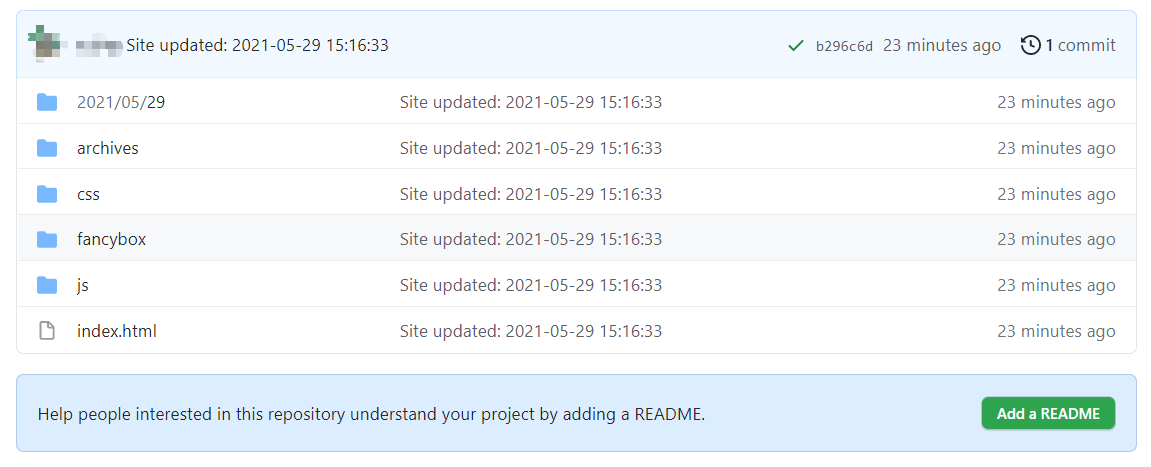 Site updated: 2021-05-29 15:16:33 b296c6d 23 minutes ago 1 commit
2021/05/29 Site updated: 2021-05-29 15:16:33 23 minutes ago
archives Site updated: 2021-05-29 15:16:33 23 minutes ago
css Site updated: 2021-05-29 15:16:33 23 minutes ago
fancybox Site updated: 2021-05-29 15:16:33 23 minutes ago
js Site updated: 2021-05-29 15:16:33 23 minutes ago
index.html Site updated: 2021-05-29 15:16:33 23 minutes ago
Help people interested in this repository understand your project by adding a README. Add a README